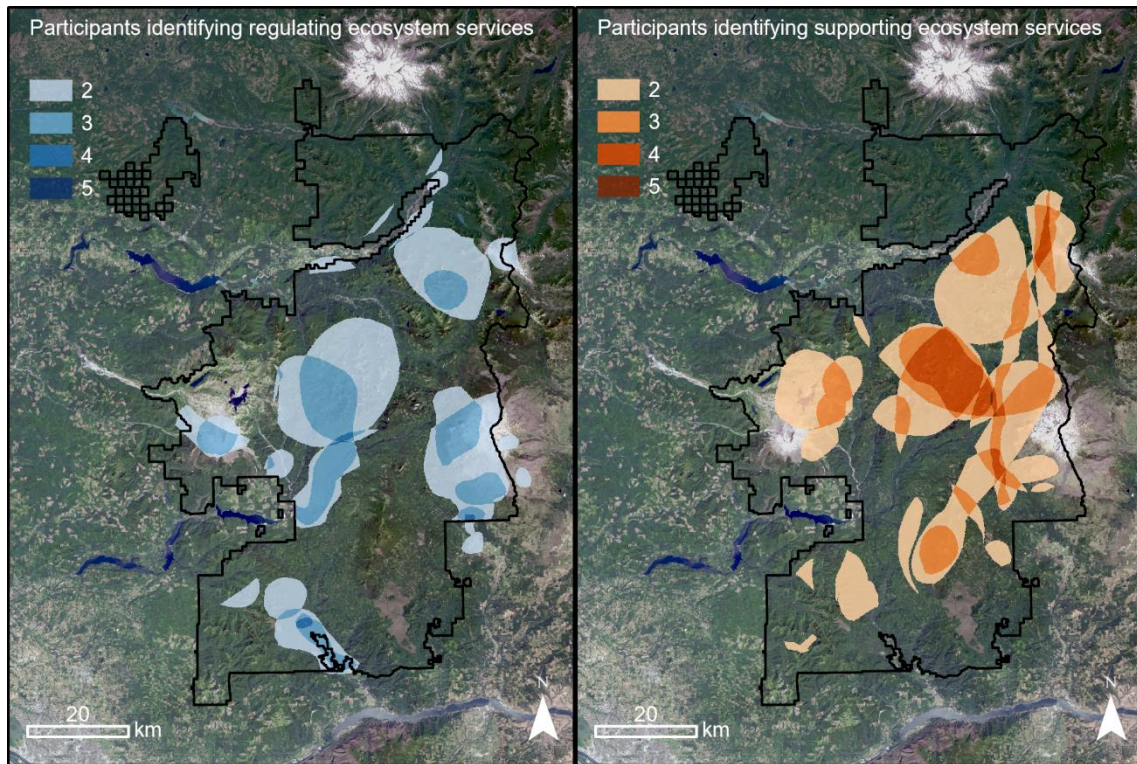 Participants identifying regulating ecosystem services
2
3
4
5
20
km
N
Participants identifying supporting ecosystem services
2
3
4
5
20
km
N